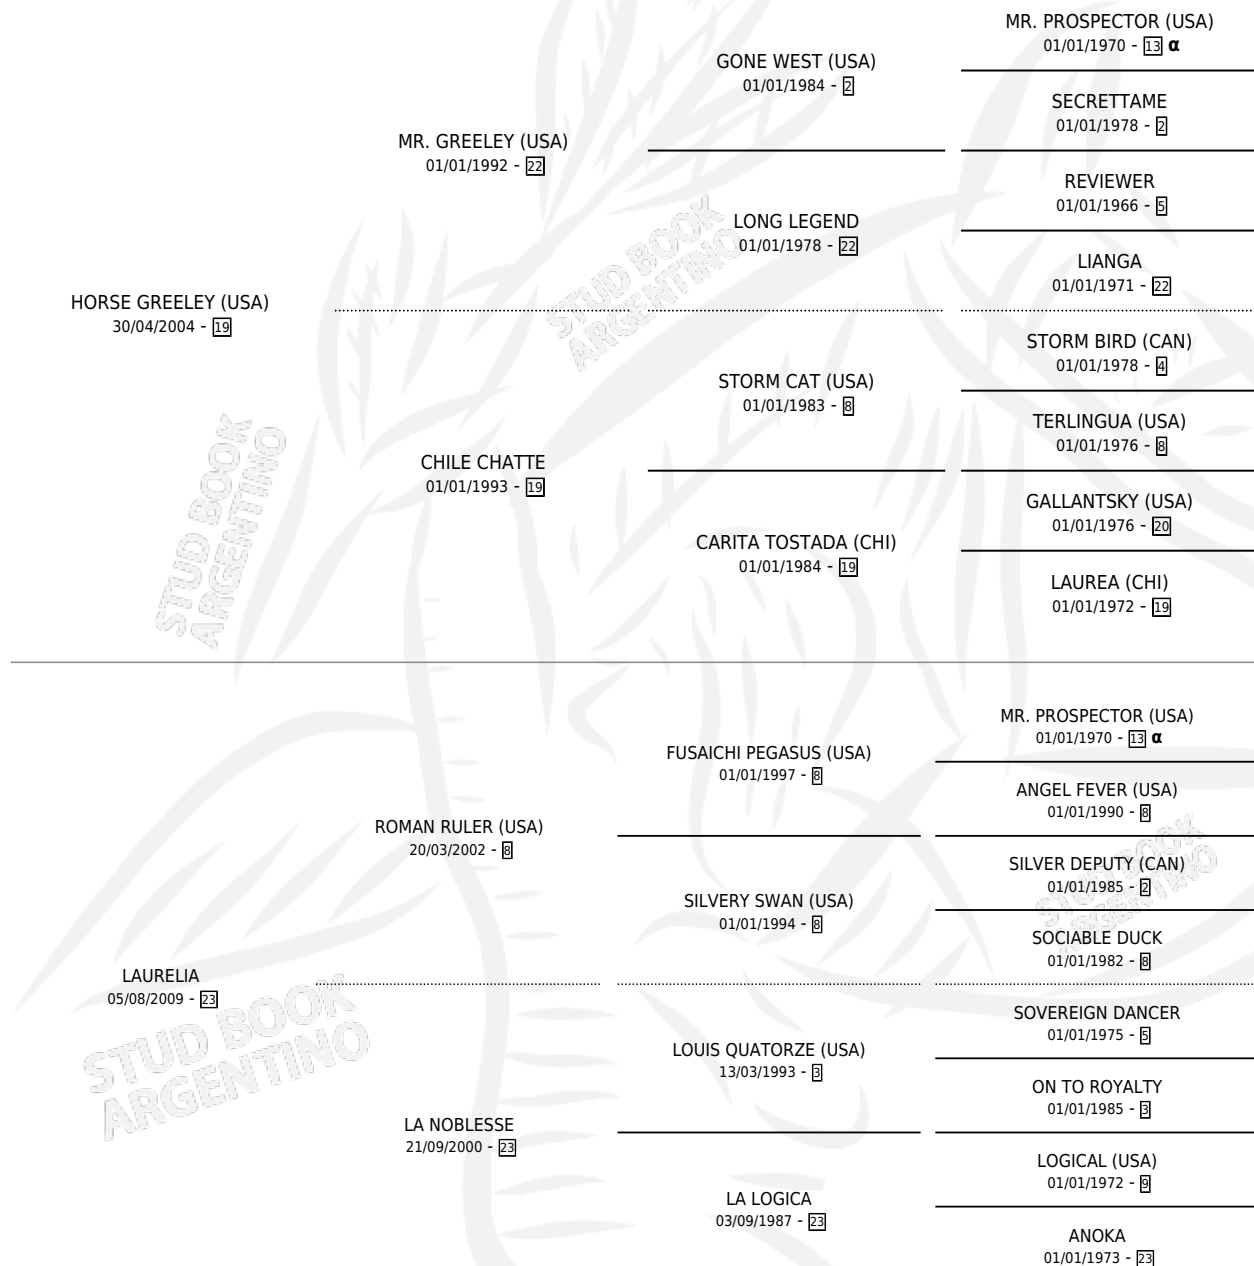 MR. PROSPECTOR (USA)
01/01/1970 - 13 α
GONE WEST (USA)
01/01/1984 - 2
SECRETTAME
01/01/1978 - 2
MR. GREELEY (USA)
01/01/1992 - 22
REVIEWER
01/01/1966 - 5
LONG LEGEND
01/01/1978 - 22
LIANGA
01/01/1971 - 22
HORSE GREELEY (USA)
30/04/2004 - 19
STORM BIRD (CAN)
01/01/1978 - 4
STORM CAT (USA)
01/01/1983 - 8
TERLINGUA (USA)
01/01/1976 - 8
CHILE CHATTE
01/01/1993 - 19
GALLANTSKY (USA)
01/01/1976 - 20
CARITA TOSTADA (CHI)
01/01/1984 - 19
LAUREA (CHI)
01/01/1972 - 19
MR. PROSPECTOR (USA)
01/01/1970 - 13 α
FUSAICHI PEGASUS (USA)
01/01/1997 - 8
ANGEL FEVER (USA)
01/01/1990 - 8
ROMAN RULER (USA)
20/03/2002 - 8
SILVER DEPUTY (CAN)
01/01/1985 - 2
SILVERY SWAN (USA)
01/01/1994 - 8
SOCIABLE DUCK
01/01/1982 - 8
LAURELIA
05/08/2009 - 23
SOVEREIGN DANCER
01/01/1975 - 5
LOUIS QUATORZE (USA)
13/03/1993 - 3
ON TO ROYALTY
01/01/1985 - 3
LA NOBLESSE
21/09/2000 - 23
LOGICAL (USA)
01/01/1972 - 9
LA LOGICA
03/09/1987 - 23
ANOKA
01/01/1973 - 23
STUD BOOK
ARGENTINO
STUD BOOK
ARGENTINO
STUD BOOK
ARGENTINO
STUD BOOK
ARGENTINO